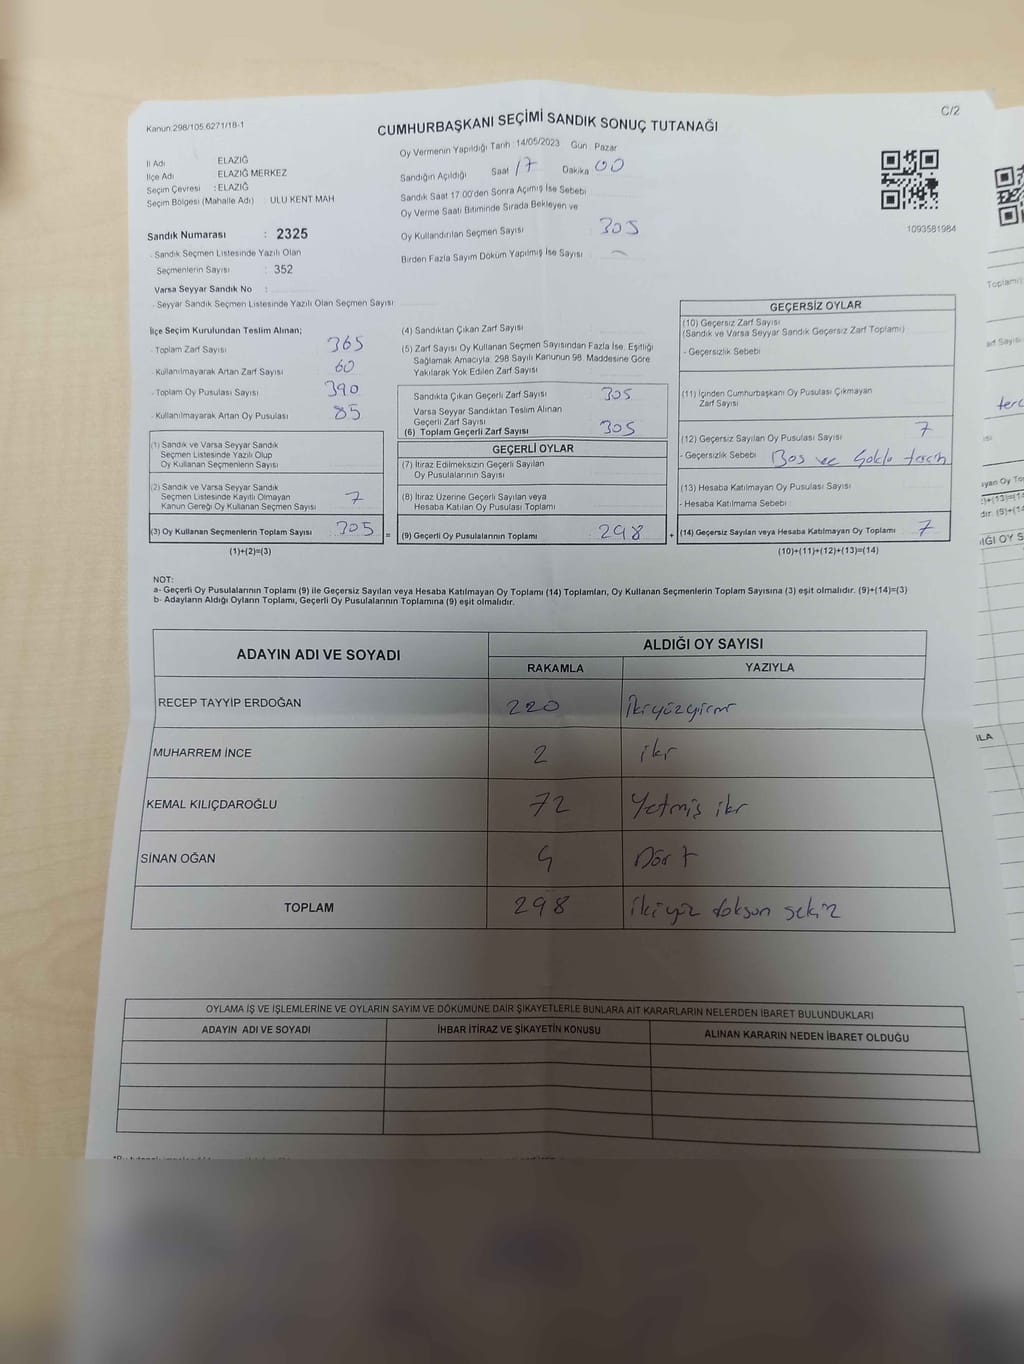 C/2
Kanun:298/105.6271/18-1
CUMHURBAŞKANI SEÇİMİ SANDIK SONUÇ TUTANAĞI
İl Adı ELAZIĞ
İlçe Adı ELAZIĞ MERKEZ
Seçim Çevresi : ELAZIĞ
Seçim Bölgesi (Mahalle Adı) ULU KENT MAH
Sandık Numarası : 2325
- Sandık Seçmen Listesinde Yazılı Olan
Seçmenlerin Sayısı : 352
Varsa Seyyar Sandık No :
- Seyyar Sandık Seçmen Listesinde Yazılı Olan Seçmen Sayısı:
Oy Vermenin Yapıldığı Tarih :14/05/2023 Gün Pazar
Sandığın Açıldığı Saat 17 Dakika 00
Sandık Saat 17.00'den Sonra Açımış İse Sebebi
Oy Verme Saati Bitiminde Sırada Bekleyen ve
Oy Kullandırılan Seçmen Sayısı 305
Birden Fazla Sayım Döküm Yapılmış İse Sayısı
1093581984
İlçe Seçim Kurulundan Teslim Alınan;
- Toplam Zarf Sayısı 365
- Kullanılmayarak Artan Zarf Sayısı 60
- Toplam Oy Pusulası Sayısı 390
- Kullanılmayarak Artan Oy Pusulası 85
(1) Sandık ve Varsa Seyyar Sandık
Seçmen Listesinde Yazılı Olup
Oy Kullanan Seçmenlerin Sayısı
(2) Sandık ve Varsa Seyyar Sandık
Seçmen Listesinde Kayıtlı Olmayan
Kanun Gereği Oy Kullanan Seçmen Sayısı 7
(3) Oy Kullanan Seçmenlerin Toplam Sayısı 305 =
(1)+(2)=(3)
(4) Sandıktan Çıkan Zarf Sayısı
(5) Zarf Sayısı Oy Kullanan Seçmen Sayısından Fazla İse, Eşitliği
Sağlamak Amacıyla, 298 Sayılı Kanunun 98. Maddesine Göre
Yakılarak Yok Edilen Zarf Sayısı
Sandıkta Çıkan Geçerli Zarf Sayısı 305
Varsa Seyyar Sandıktan Teslim Alınan
Geçerli Zarf Sayısı
(6) Toplam Geçerli Zarf Sayısı 305
GEÇERLİ OYLAR
(7) İtiraz Edilmeksizin Geçerli Sayılan
Oy Pusulalarının Sayısı
(8) İtiraz Üzerine Geçerli Sayılan veya
Hesaba Katılan Oy Pusulası Toplamı
(9) Geçerli Oy Pusulalarının Toplamı 298 +
GEÇERSİZ OYLAR
(10) Geçersiz Zarf Sayısı
(Sandık ve Varsa Seyyar Sandık Geçersiz Zarf Toplamı)
- Geçersizlik Sebebi
(11) İçinden Cumhurbaşkanı Oy Pusulası Çıkmayan
Zarf Sayısı
(12) Geçersiz Sayılan Oy Pusulası Sayısı 7
- Geçersizlik Sebebi Boş ve Çoklu tercih
(13) Hesaba Katılmayan Oy Pusulası Sayısı
- Hesaba Katılmama Sebebi
(14) Geçersiz Sayılan veya Hesaba Katılmayan Oy Toplamı 7
(10)+(11)+(12)+(13)=(14)
NOT:
a- Geçerli Oy Pusulalarının Toplamı (9) ile Geçersiz Sayılan veya Hesaba Katılmayan Oy Toplamı (14) Toplamları, Oy Kullanan Seçmenlerin Toplam Sayısına (3) eşit olmalıdır. (9)+(14)=(3)
b- Adayların Aldığı Oyların Toplamı, Geçerli Oy Pusulalarının Toplamına (9) eşit olmalıdır.
ADAYIN ADI VE SOYADI ALDIĞI OY SAYISI
RAKAMLA YAZIYLA
RECEP TAYYİP ERDOĞAN 220 İkiyüzyirmi
MUHARREM İNCE 2 iki
KEMAL KILIÇDAROĞLU 72 Yetmiş iki
SİNAN OĞAN 4 Dört
TOPLAM 298 ikiyüz doksan sekiz
OYLAMA İŞ VE İŞLEMLERİNE VE OYLARIN SAYIM VE DÖKÜMÜNE DAİR ŞİKAYETLERLE BUNLARA AİT KARARLARIN NELERDEN İBARET BULUNDUKLARI
ADAYIN ADI VE SOYADI İHBAR İTİRAZ VE ŞİKAYETİN KONUSU ALINAN KARARIN NEDEN İBARET OLDUĞU